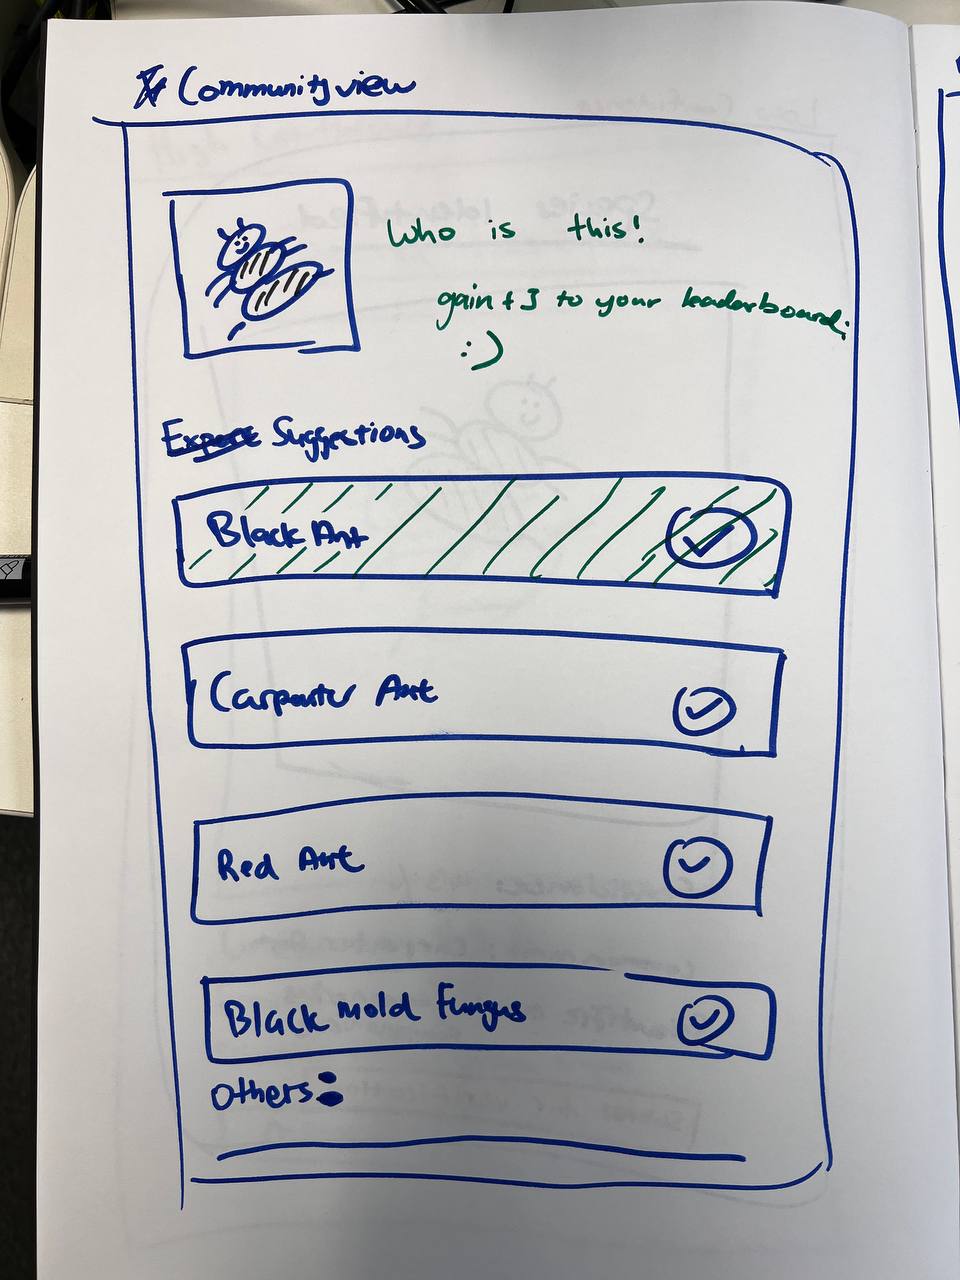 Community view
Who is this!
gain +3 to your leaderboard:
:)
Expert Suggestions
Black Ant
Carpenter Ant
Red Ant
Black mold Fungus
Others: